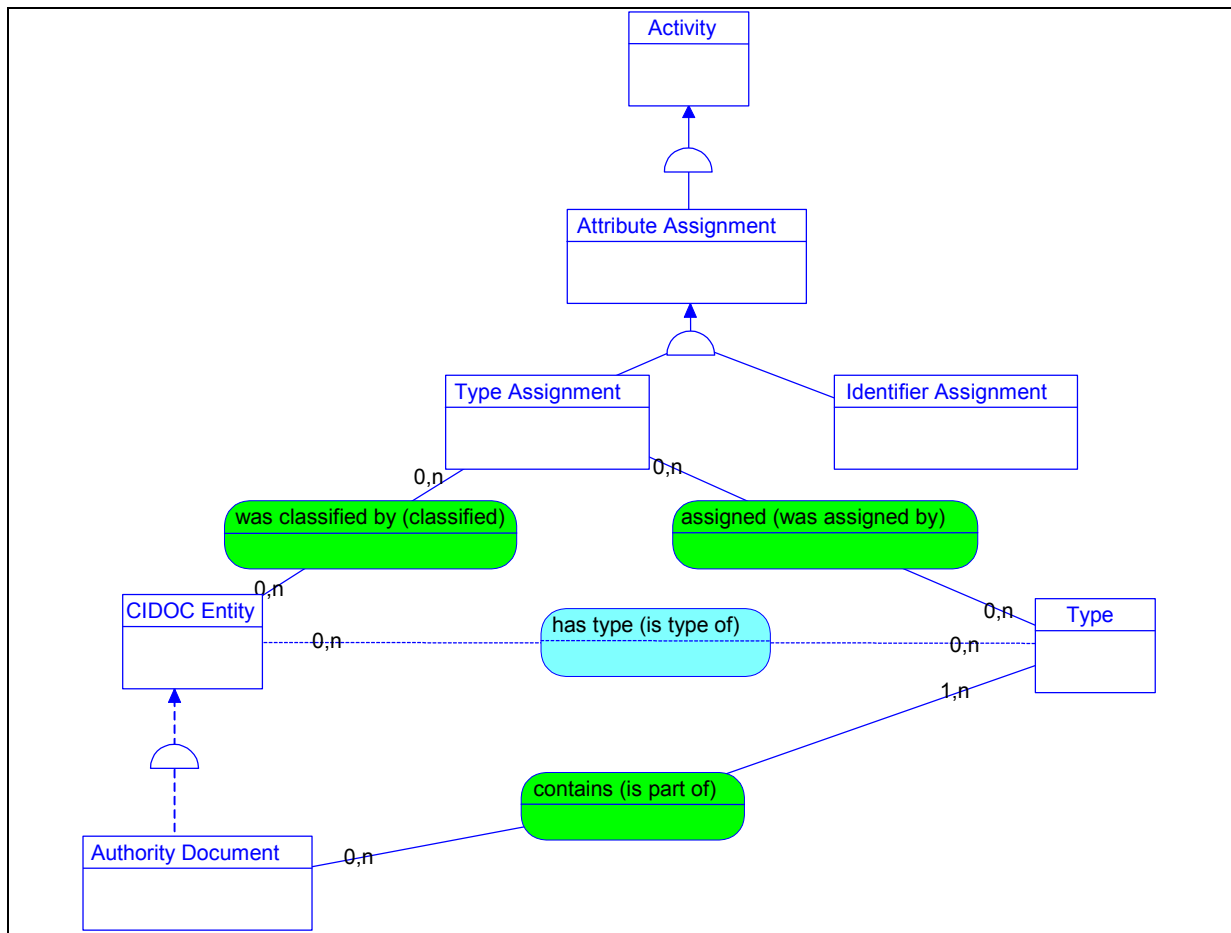 Activity
Attribute Assignment
Type Assignment
Identifier Assignment
0,n
0,n
was classified by (classified)
assigned (was assigned by)
0,n
0,n
CIDOC Entity
Type
has type (is type of)
0,n
0,n
1,n
contains (is part of)
Authority Document
0,n